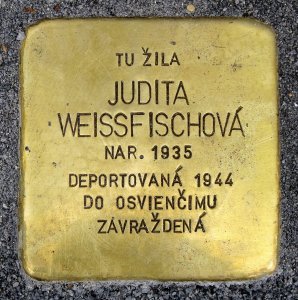 TU ŽILA
JUDITA
WEISSFISCHOVÁ
NAR. 1935
DEPORTOVANÁ 1944
DO OSVIENČIMU
ZAVRAŽDENÁ